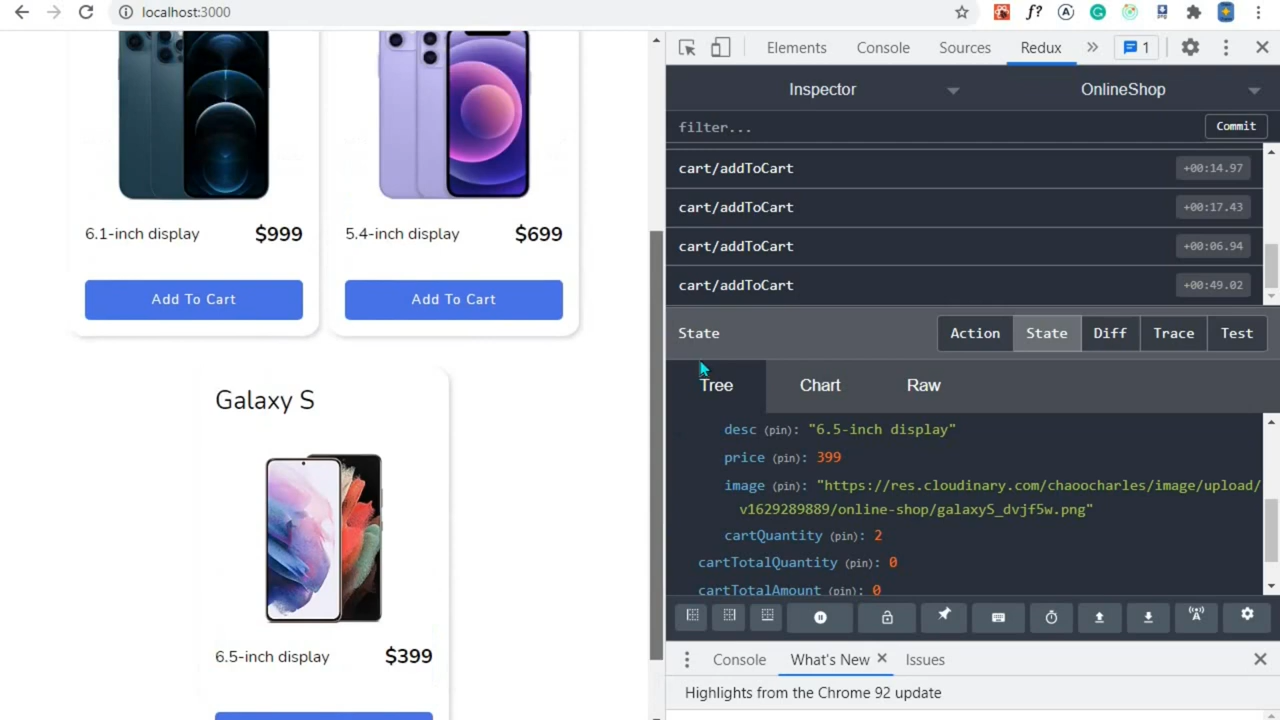 localhost:3000
f?
A
Elements
Console
Sources
Redux
1
Inspector
OnlineShop
filter...
Commit
cart/addToCart
+00:14.97
cart/addToCart
+00:17.43
cart/addToCart
+00:06.94
cart/addToCart
+00:49.02
State
Action
State
Diff
Trace
Test
Tree
Chart
Raw
desc (pin): "6.5-inch display"
price (pin): 399
image (pin): "https://res.cloudinary.com/chaoocharles/image/upload/
v1629289889/online-shop/galaxyS_dvjf5w.png"
cartQuantity (pin): 2
cartTotalQuantity (pin): 0
cartTotalAmount (pin): 0
Console
What's New
Issues
Highlights from the Chrome 92 update
6.1-inch display
$999
Add To Cart
5.4-inch display
$699
Add To Cart
Galaxy S
6.5-inch display
$399